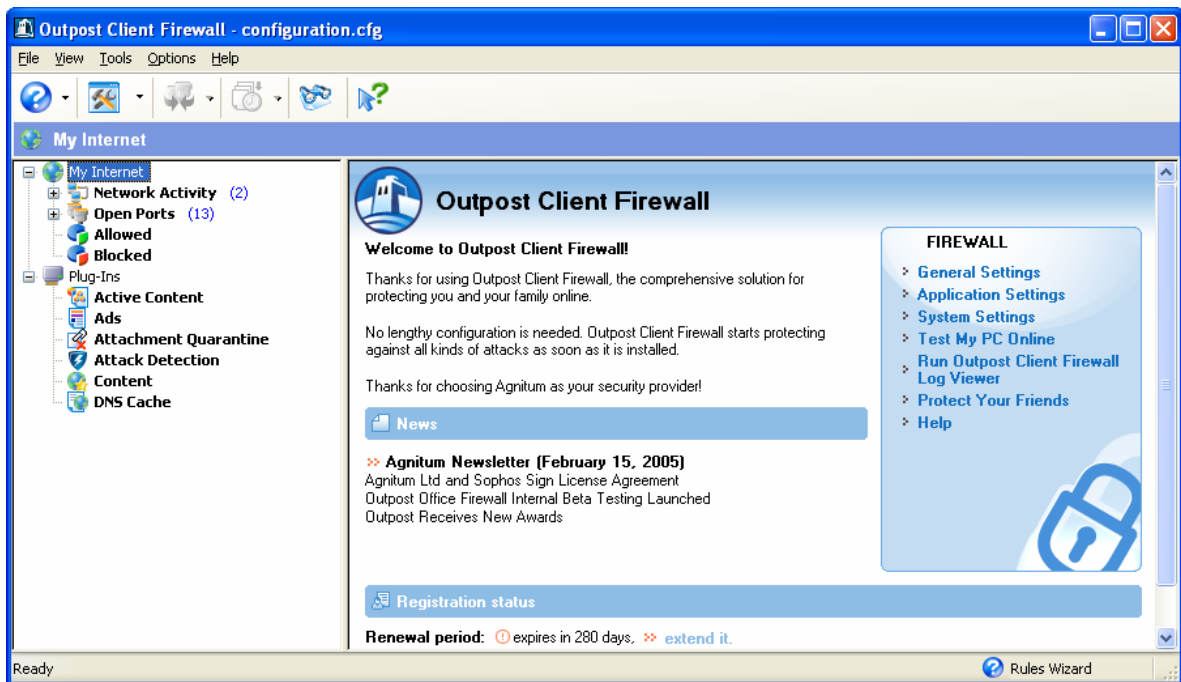 Outpost Client Firewall - configuration.cfg
File View Tools Options Help
My Internet
My Internet
Network Activity (2)
Open Ports (13)
Allowed
Blocked
Plug-Ins
Active Content
Ads
Attachment Quarantine
Attack Detection
Content
DNS Cache
Outpost Client Firewall
Welcome to Outpost Client Firewall!
Thanks for using Outpost Client Firewall, the comprehensive solution for
protecting you and your family online.
No lengthy configuration is needed. Outpost Client Firewall starts protecting
against all kinds of attacks as soon as it is installed.
Thanks for choosing Agnitum as your security provider!
News
Agnitum Newsletter (February 15, 2005)
Agnitum Ltd and Sophos Sign License Agreement
Outpost Office Firewall Internal Beta Testing Launched
Outpost Receives New Awards
FIREWALL
General Settings
Application Settings
System Settings
Test My PC Online
Run Outpost Client Firewall
Log Viewer
Protect Your Friends
Help
Registration status
Renewal period: expires in 280 days, extend it.
Ready
Rules Wizard